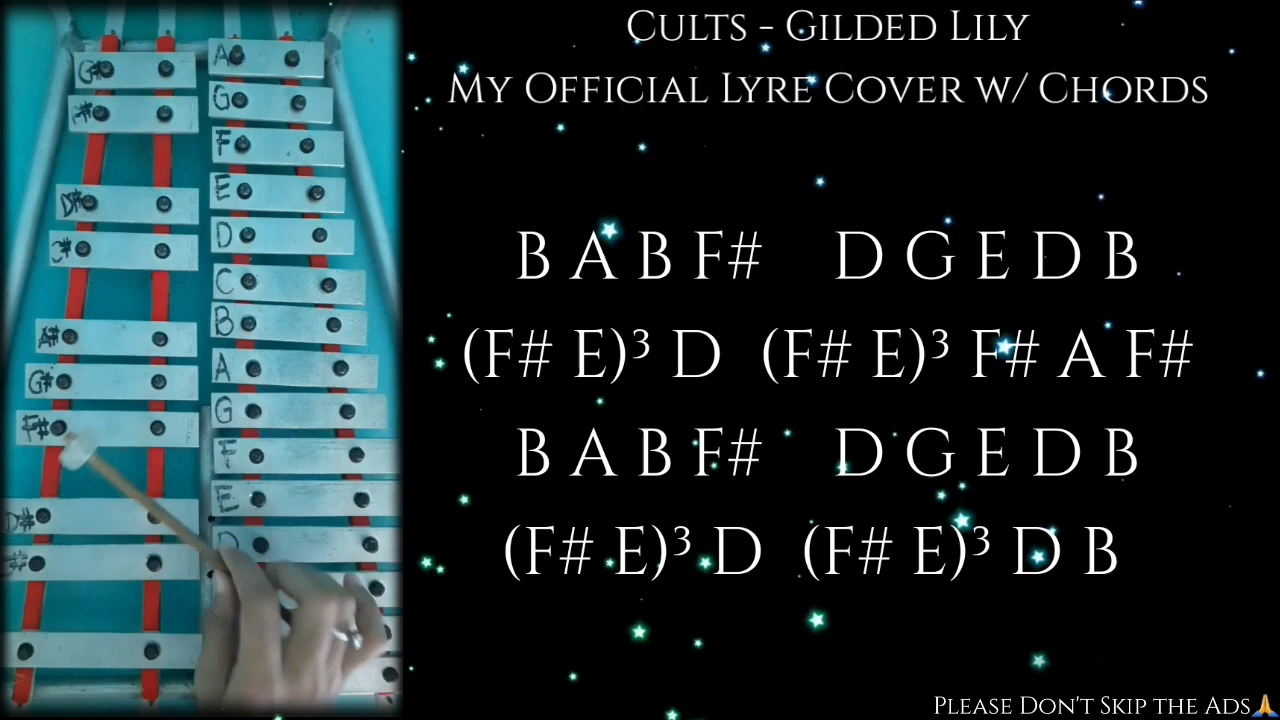 Cults - Gilded Lily
My Official Lyre Cover w/ Chords
B A B F# D G E D B
(F# E)³ D (F# E)³ F# A F#
B A B F# D G E D B
(F# E)³ D (F# E)³ D B
Please Don't Skip the Ads🙏
G#
A
G
F
D#
E
D
C
B
A
G#
G
F#
F
E
D